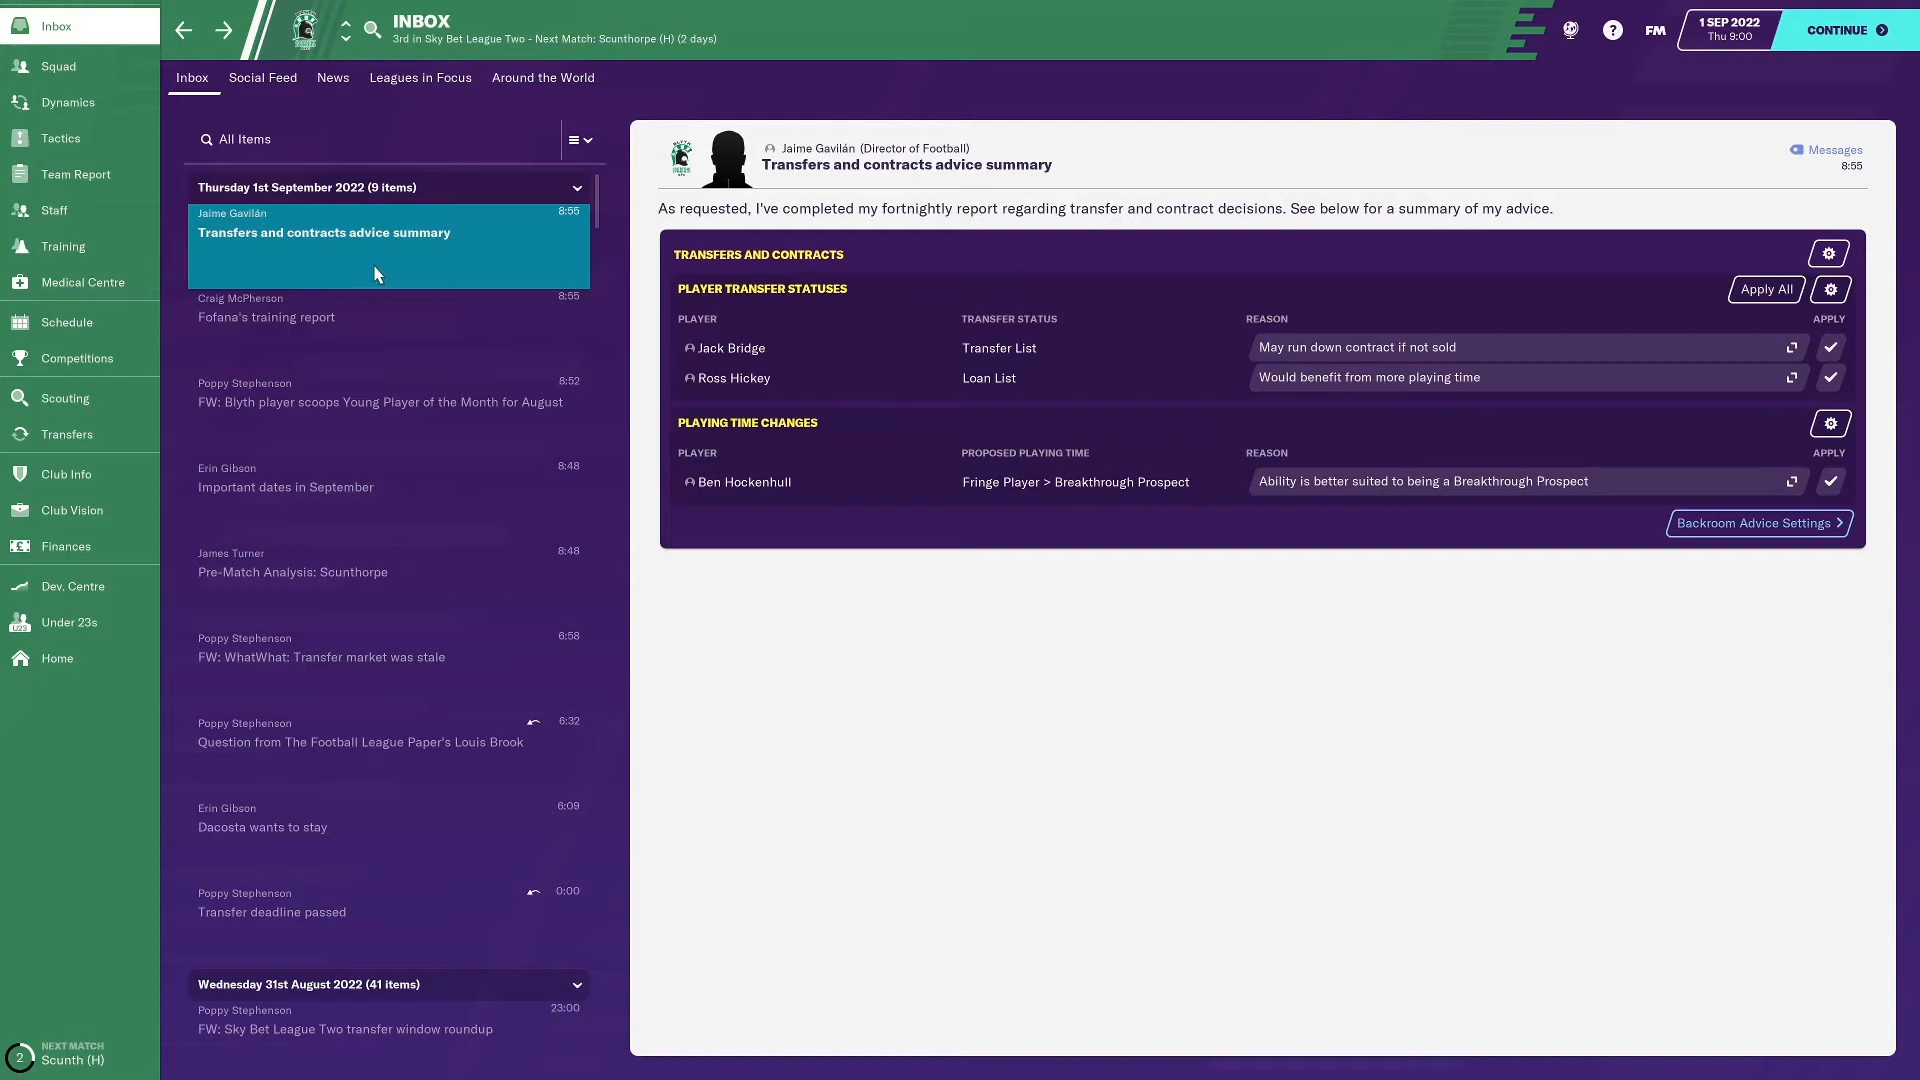 Inbox
Squad
Dynamics
Tactics
Team Report
Staff
Training
Medical Centre
Schedule
Competitions
Scouting
Transfers
Club Info
Club Vision
Finances
Dev. Centre
U23
Under 23s
Home
2
NEXT MATCH
Scunth (H)
INBOX
3rd in Sky Bet League Two - Next Match: Scunthorpe (H) (2 days)
?
FM
1 SEP 2022
Thu 9:00
CONTINUE
Inbox Social Feed News Leagues in Focus Around the World
All Items
Thursday 1st September 2022 (9 items)
Jaime Gavilán 8:55
Transfers and contracts advice summary
Craig McPherson 8:55
Fofana's training report
Poppy Stephenson 8:52
FW: Blyth player scoops Young Player of the Month for August
Erin Gibson 8:48
Important dates in September
James Turner 8:48
Pre-Match Analysis: Scunthorpe
Poppy Stephenson 6:58
FW: WhatWhat: Transfer market was stale
Poppy Stephenson 6:32
Question from The Football League Paper's Louis Brook
Erin Gibson 6:09
Dacosta wants to stay
Poppy Stephenson 0:00
Transfer deadline passed
Wednesday 31st August 2022 (41 items)
Poppy Stephenson 23:00
FW: Sky Bet League Two transfer window roundup
Jaime Gavilán (Director of Football)
Transfers and contracts advice summary
Messages
8:55
As requested, I've completed my fortnightly report regarding transfer and contract decisions. See below for a summary of my advice.
TRANSFERS AND CONTRACTS
PLAYER TRANSFER STATUSES Apply All
PLAYER TRANSFER STATUS REASON APPLY
Jack Bridge Transfer List May run down contract if not sold
Ross Hickey Loan List Would benefit from more playing time
PLAYING TIME CHANGES
PLAYER PROPOSED PLAYING TIME REASON APPLY
Ben Hockenhull Fringe Player > Breakthrough Prospect Ability is better suited to being a Breakthrough Prospect
Backroom Advice Settings >